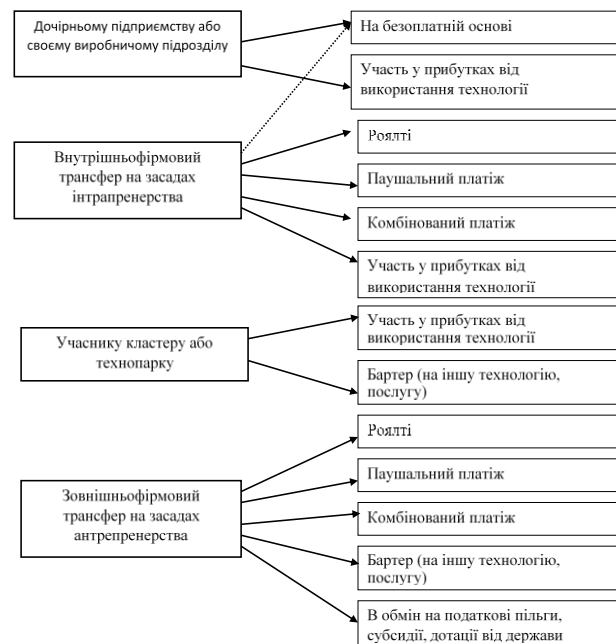 Дочірньому підприємству або
своєму виробничому підрозділу
На безоплатній основі
Участь у прибутках від
використання технології
Внутрішньофірмовий
трансфер на засадах
інтрапренерства
Роялті
Паушальний платіж
Комбінований платіж
Участь у прибутках від
використання технології
Учаснику кластеру або
технопарку
Участь у прибутках від
використання технології
Бартер (на іншу технологію,
послугу)
Зовнішньофірмовий
трансфер на засадах
антрепренерства
Роялті
Паушальний платіж
Комбінований платіж
Бартер (на іншу технологію,
послугу)
В обмін на податкові пільги,
субсидії, дотації від держави